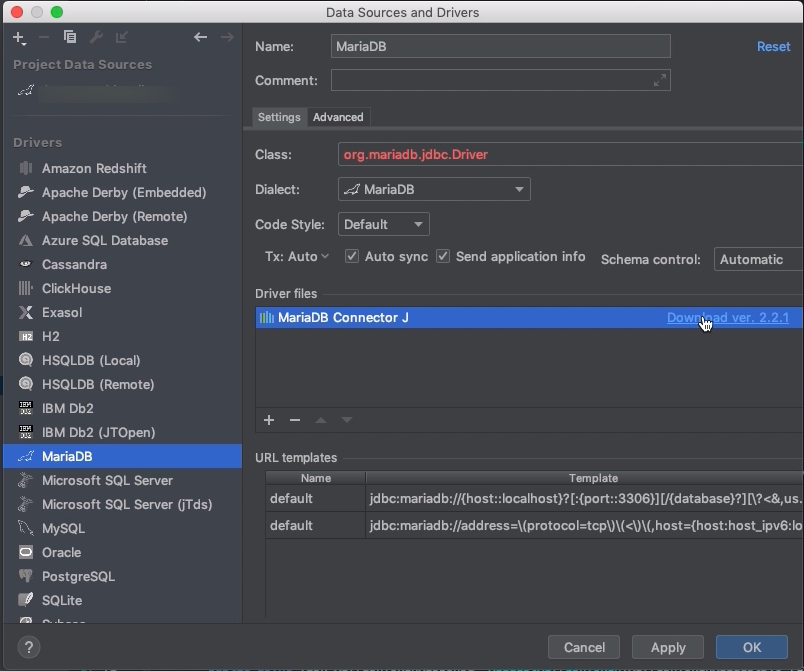 Data Sources and Drivers
Project Data Sources
Drivers
Amazon Redshift
Apache Derby (Embedded)
Apache Derby (Remote)
Azure SQL Database
Cassandra
ClickHouse
Exasol
H2
HSQLDB (Local)
HSQLDB (Remote)
IBM Db2
IBM Db2 (JTOpen)
MariaDB
Microsoft SQL Server
Microsoft SQL Server (jTds)
MySQL
Oracle
PostgreSQL
SQLite
Name: MariaDB Reset
Comment:
Settings Advanced
Class: org.mariadb.jdbc.Driver
Dialect: MariaDB
Code Style: Default
Tx: Auto Auto sync Send application info Schema control: Automatic
Driver files
MariaDB Connector J Download ver. 2.2.1
URL templates
Name Template
default jdbc:mariadb://{host::localhost}?[:{port::3306}][/{database}?][\?<&,us.
default jdbc:mariadb://address=\(protocol=tcp\)\(<\)\(,host={host:host_ipv6:lo
? Cancel Apply OK